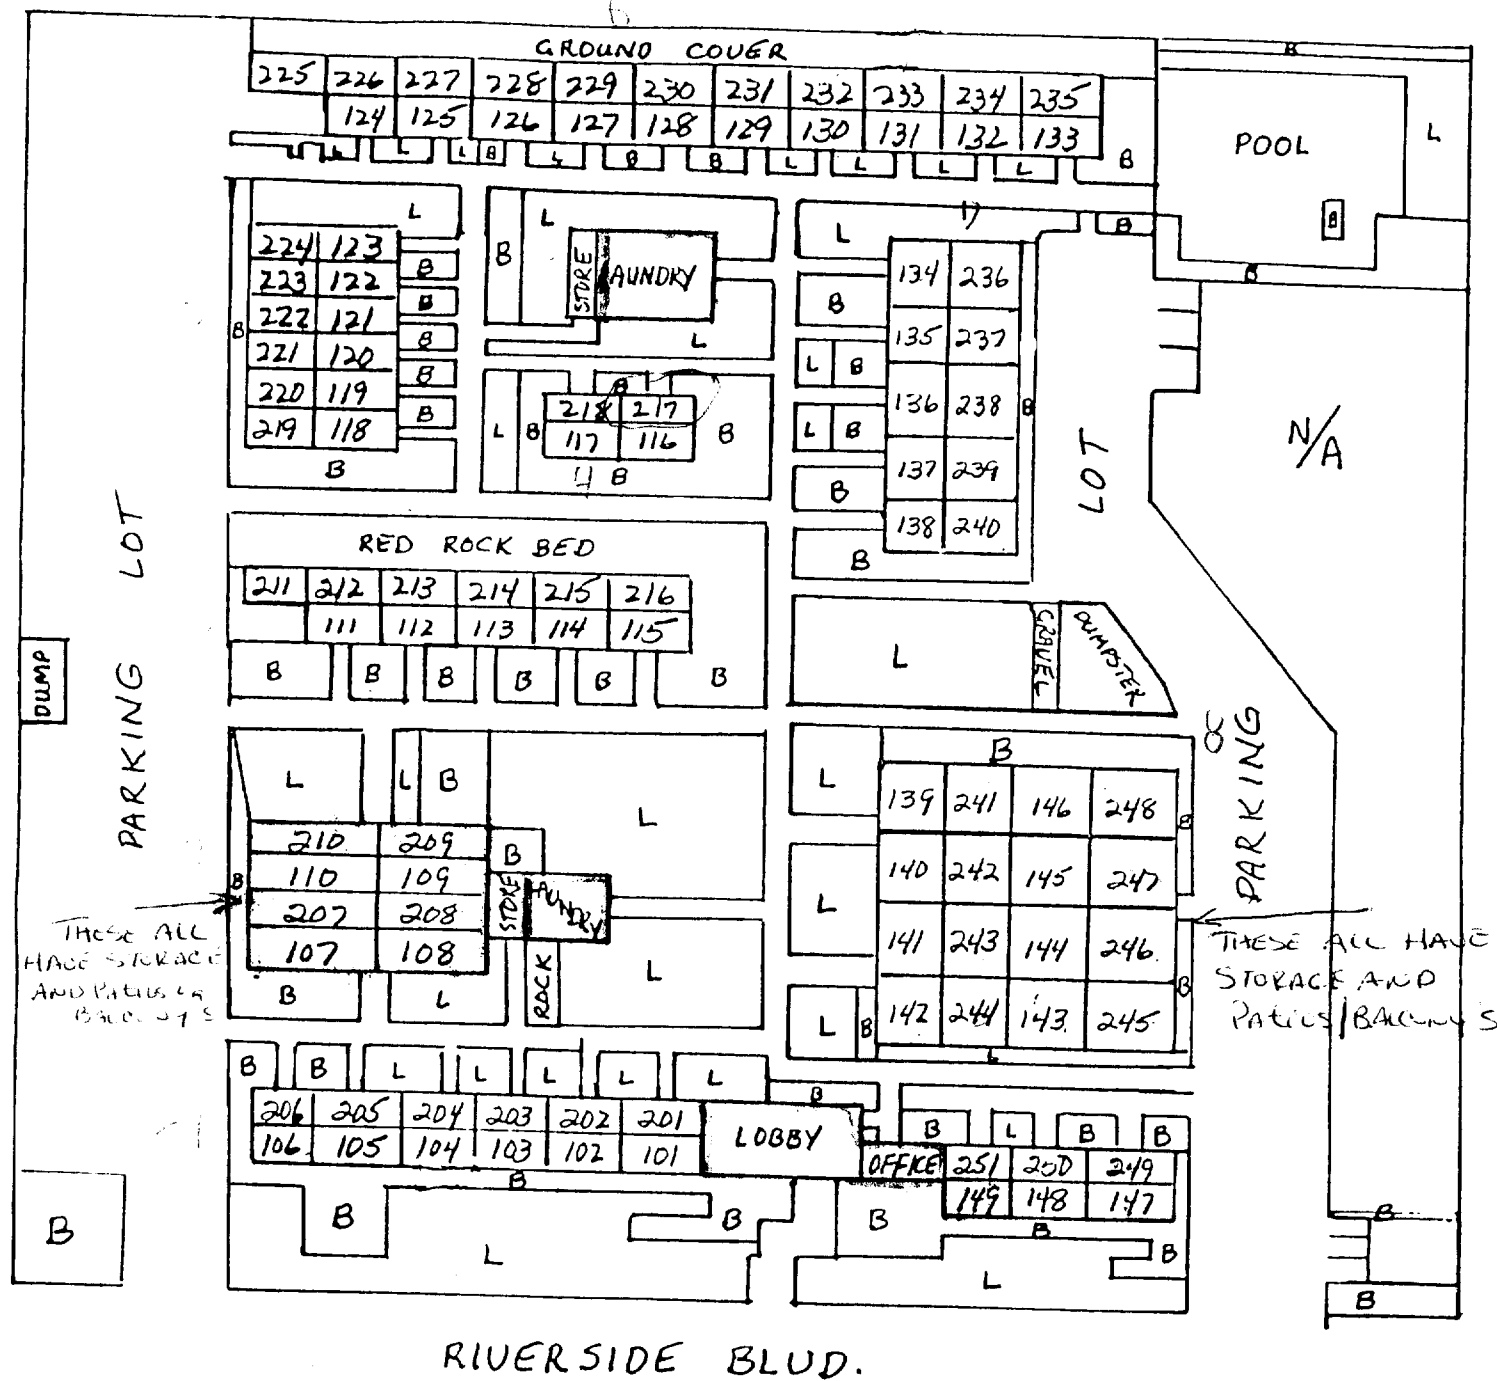 GROUND COVER
225 226 227 228 229 230 231 232 233 234 235
124 125 126 127 128 129 130 131 132 133
B
POOL
L
B
L L L B L B B L L L L B
B
B
B
L
224 123
223 122
222 121
221 120
220 119
219 118
B
B
B
B
B
B
B
B
L
STORE
LAUNDRY
L
L B
B
218 217
117 116
B
B
L
B
L B
L B
B
B
134 236
135 237
136 238
137 239
138 240
B
LOT
N/A
PARKING LOT
DUMP
RED ROCK BED
211 212 213 214 215 216
111 112 113 114 115
B B B B B B
L
GRAVEL
DUMPSTER
PARKING
L
L B
L
210 209
110 109
207 208
107 108
B
B
STORE
LAUNDRY
B
L
ROCK
L
THESE ALL
HAVE STORAGE
AND PATIOS
L
L
L B
B
139 241 146 248
140 242 145 247
141 243 144 246
142 244 143 245
B
B
L
THESE ALL HAVE
STORAGE AND
PATIOS/BALCONYS
B B L L L L L
B
206 205 204 203 202 201
106 105 104 103 102 101
LOBBY
OFFICE
B L B B
251 250 249
149 148 147
B
B
B
B
L
B
B
B
L
B
B
B
RIVERSIDE BLVD.